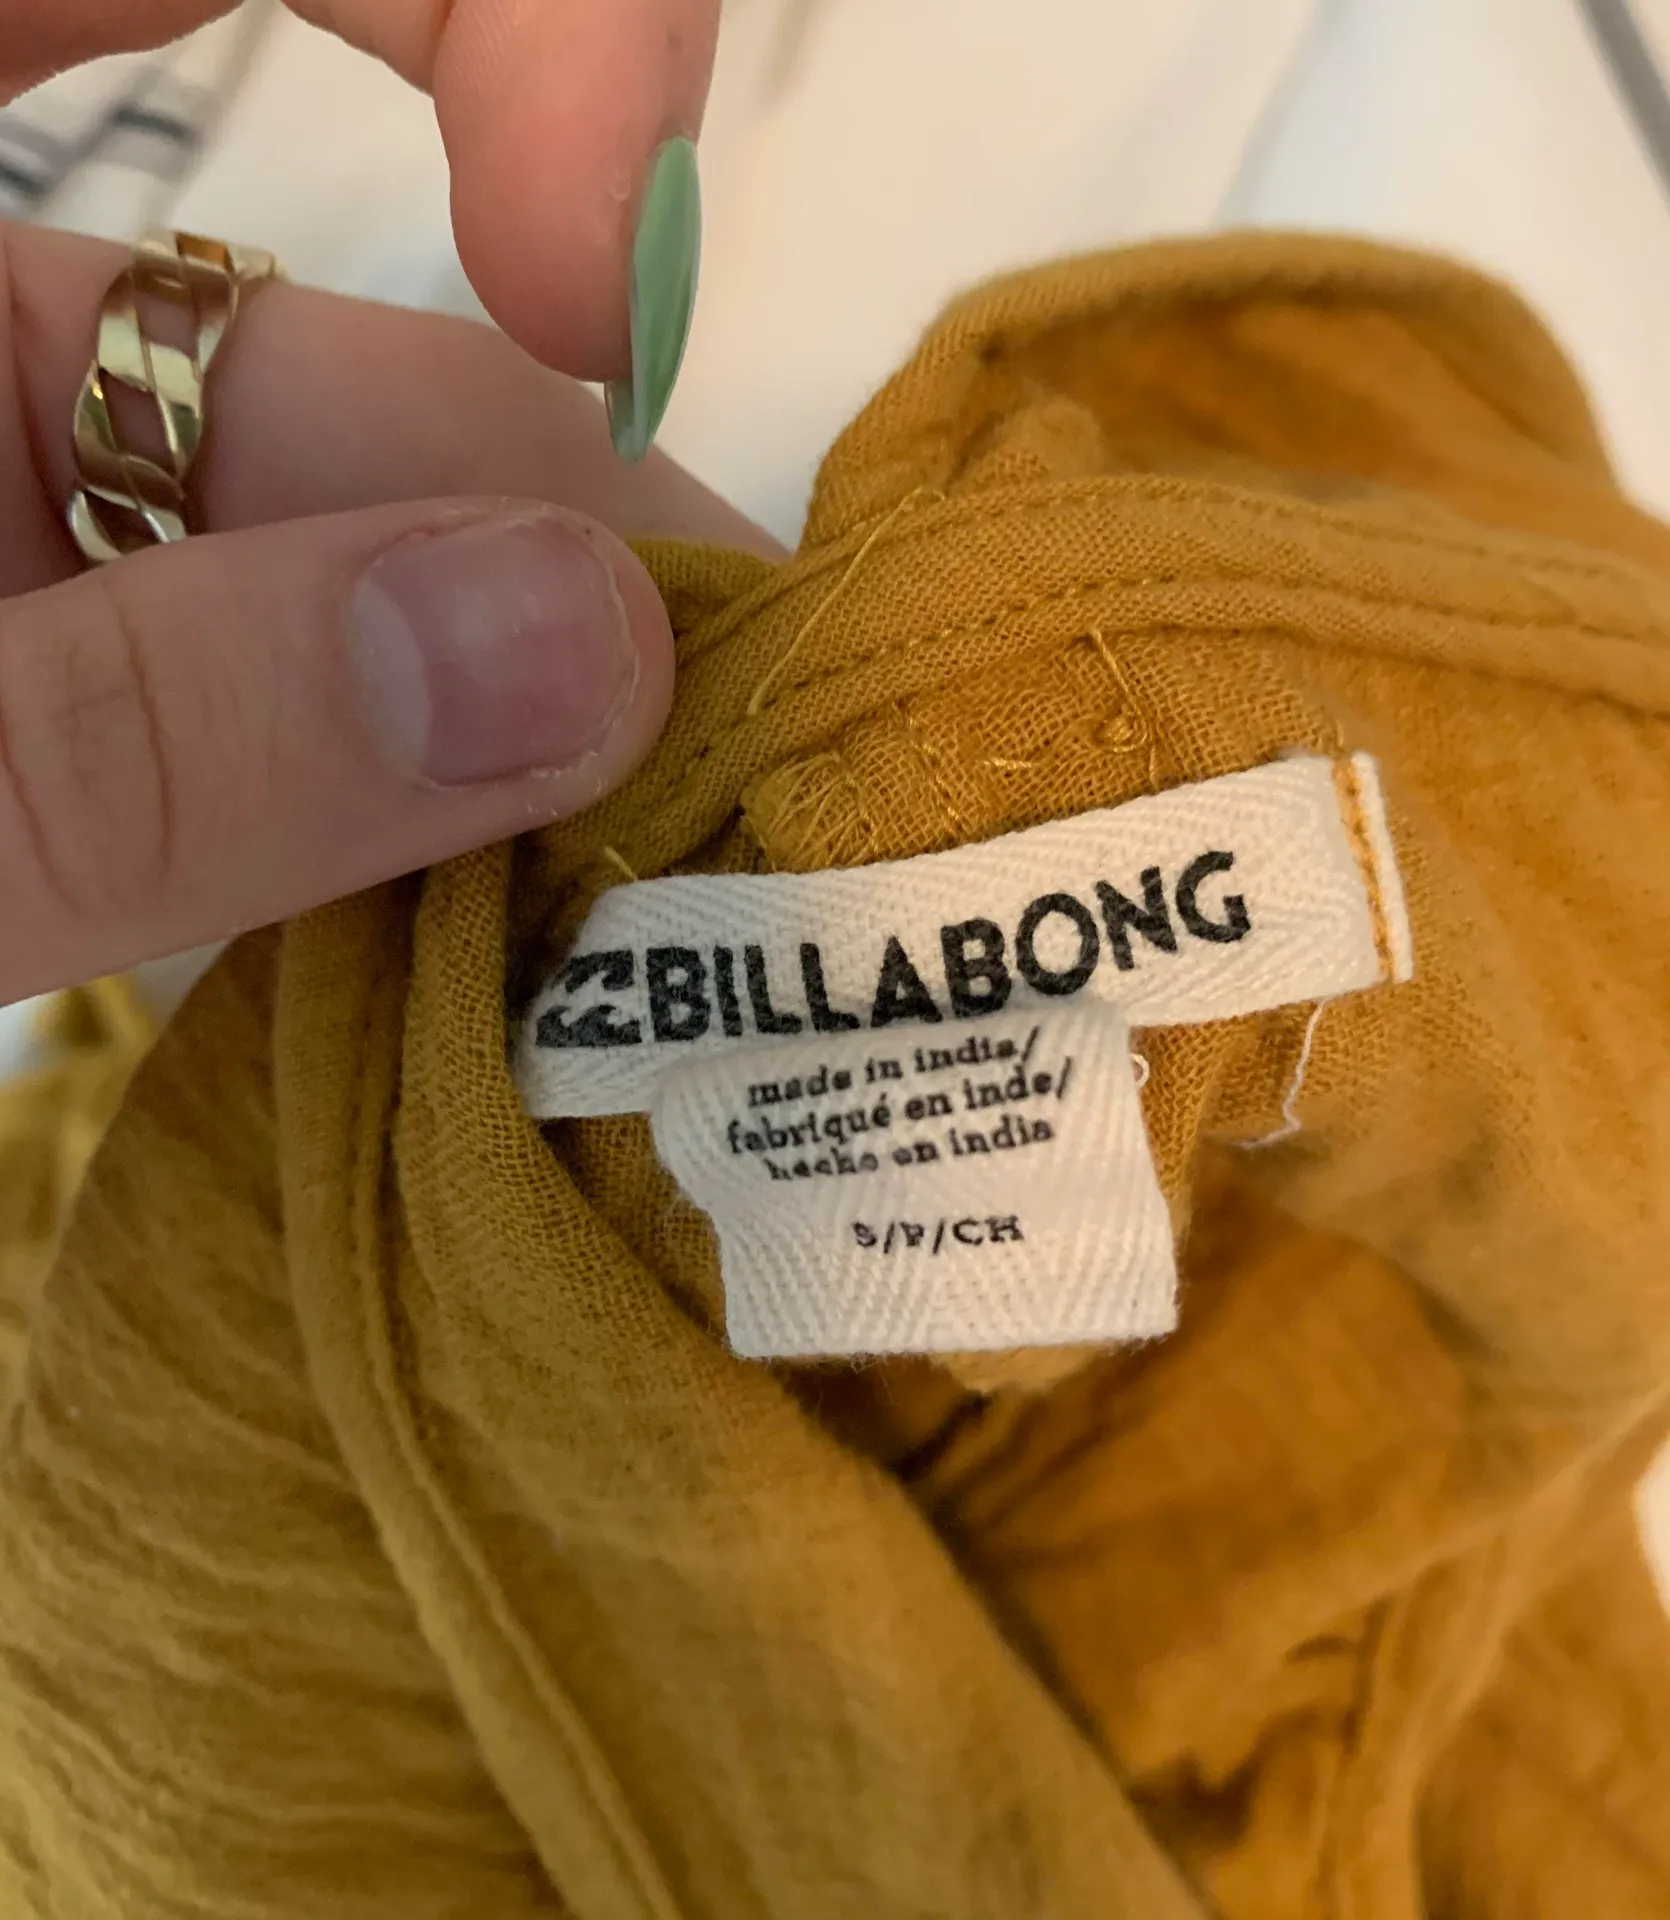 BILLABONG
made in india/
fabriqué en inde/
hecho en india
S/P/CH